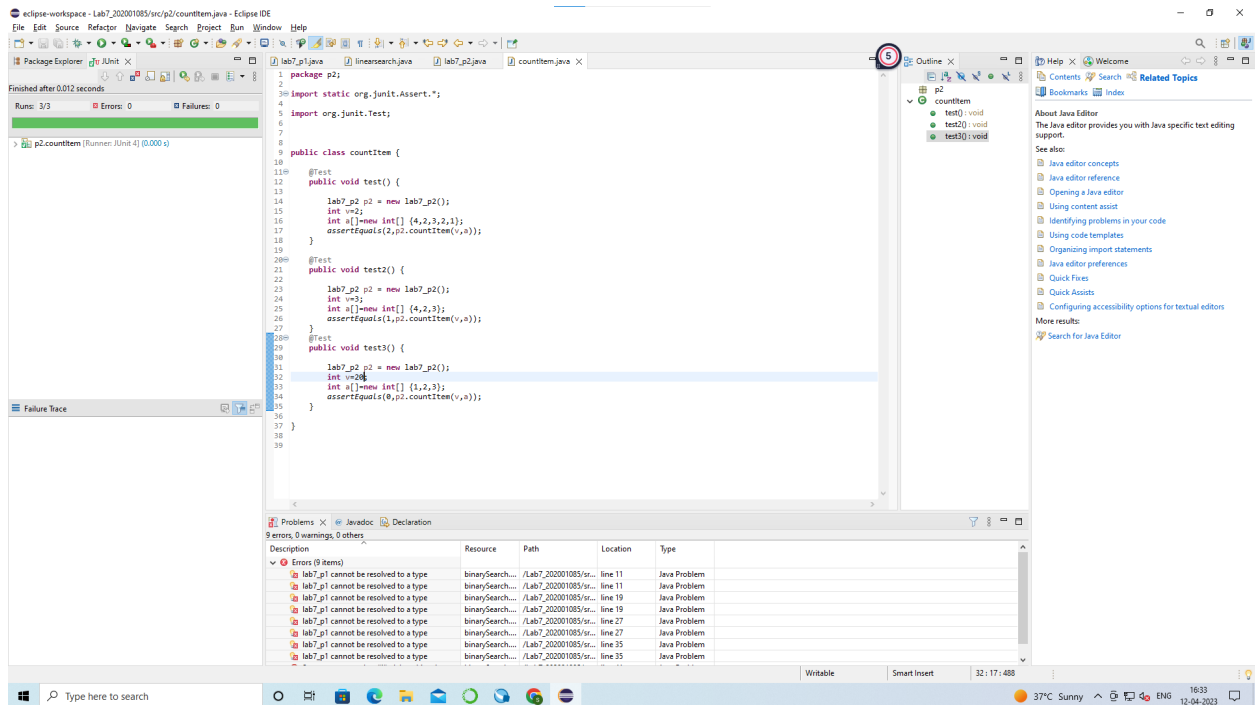 eclipse-workspace - Lab7_202001085/src/p2/countItem.java - Eclipse IDE
File Edit Source Refactor Navigate Search Project Run Window Help
Package Explorer JUnit
Finished after 0.012 seconds
Runs: 3/3 Errors: 0 Failures: 0
p2.countItem [Runner: JUnit 4] (0.000 s)
Failure Trace
lab7_p1.java linearsearch.java lab7_p2.java countItem.java
1 package p2;
2
3 import static org.junit.Assert.*;
4
5 import org.junit.Test;
6
7
8
9 public class countItem {
10
11 @Test
12 public void test() {
13
14 lab7_p2 p2 = new lab7_p2();
15 int v=2;
16 int a[]=new int[] {4,2,3,2,1};
17 assertEquals(2,p2.countItem(v,a));
18 }
19
20 @Test
21 public void test2() {
22
23 lab7_p2 p2 = new lab7_p2();
24 int v=3;
25 int a[]=new int[] {4,2,3};
26 assertEquals(1,p2.countItem(v,a));
27 }
28 @Test
29 public void test3() {
30
31 lab7_p2 p2 = new lab7_p2();
32 int v=20;
33 int a[]=new int[] {1,2,3};
34 assertEquals(0,p2.countItem(v,a));
35 }
36
37 }
38
39
5
Outline
p2
countItem
test() : void
test2() : void
test3() : void
Help Welcome
Contents Search Related Topics
Bookmarks Index
About Java Editor
The Java editor provides you with Java specific text editing
support.
See also:
Java editor concepts
Java editor reference
Opening a Java editor
Using content assist
Identifying problems in your code
Using code templates
Organizing import statements
Java editor preferences
Quick Fixes
Quick Assists
Configuring accessibility options for textual editors
More results:
Search for Java Editor
Problems Javadoc Declaration
9 errors, 0 warnings, 0 others
Description Resource Path Location Type
Errors (9 items)
lab7_p1 cannot be resolved to a type binarySearch.... /Lab7_202001085/sr... line 11 Java Problem
lab7_p1 cannot be resolved to a type binarySearch.... /Lab7_202001085/sr... line 11 Java Problem
lab7_p1 cannot be resolved to a type binarySearch.... /Lab7_202001085/sr... line 19 Java Problem
lab7_p1 cannot be resolved to a type binarySearch.... /Lab7_202001085/sr... line 19 Java Problem
lab7_p1 cannot be resolved to a type binarySearch.... /Lab7_202001085/sr... line 27 Java Problem
lab7_p1 cannot be resolved to a type binarySearch.... /Lab7_202001085/sr... line 27 Java Problem
lab7_p1 cannot be resolved to a type binarySearch.... /Lab7_202001085/sr... line 35 Java Problem
lab7_p1 cannot be resolved to a type binarySearch.... /Lab7_202001085/sr... line 35 Java Problem
Writable Smart Insert 32 : 17 : 488
Type here to search
37°C Sunny ENG 16:33
12-04-2023